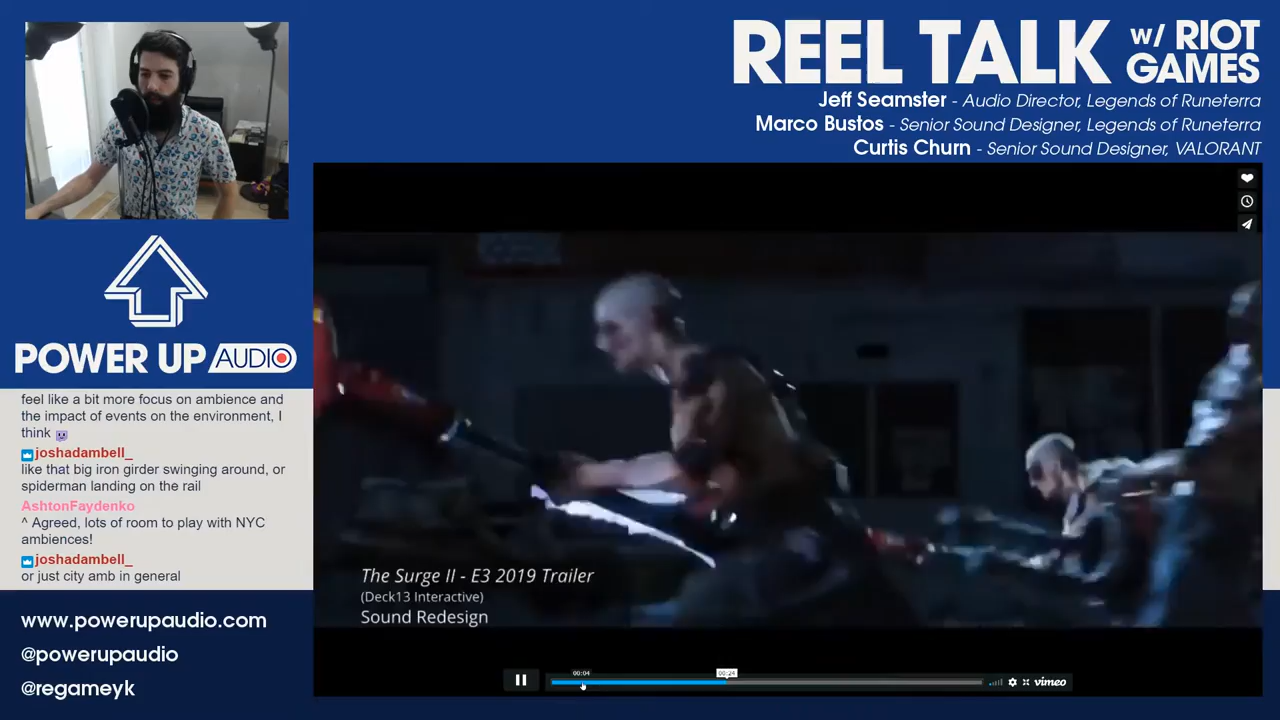 REEL TALK w/ RIOT GAMES
Jeff Seamster - Audio Director, Legends of Runeterra
Marco Bustos - Senior Sound Designer, Legends of Runeterra
Curtis Churn - Senior Sound Designer, VALORANT
POWER UP AUDIO
feel like a bit more focus on ambience and
the impact of events on the environment, I
think
joshadambell_
like that big iron girder swinging around, or
spiderman landing on the rail
AshtonFaydenko
^ Agreed, lots of room to play with NYC
ambiences!
joshadambell_
or just city amb in general
www.powerupaudio.com
@powerupaudio
@regameyk
The Surge II - E3 2019 Trailer
(Deck13 Interactive)
Sound Redesign
00:04
00:24
vimeo